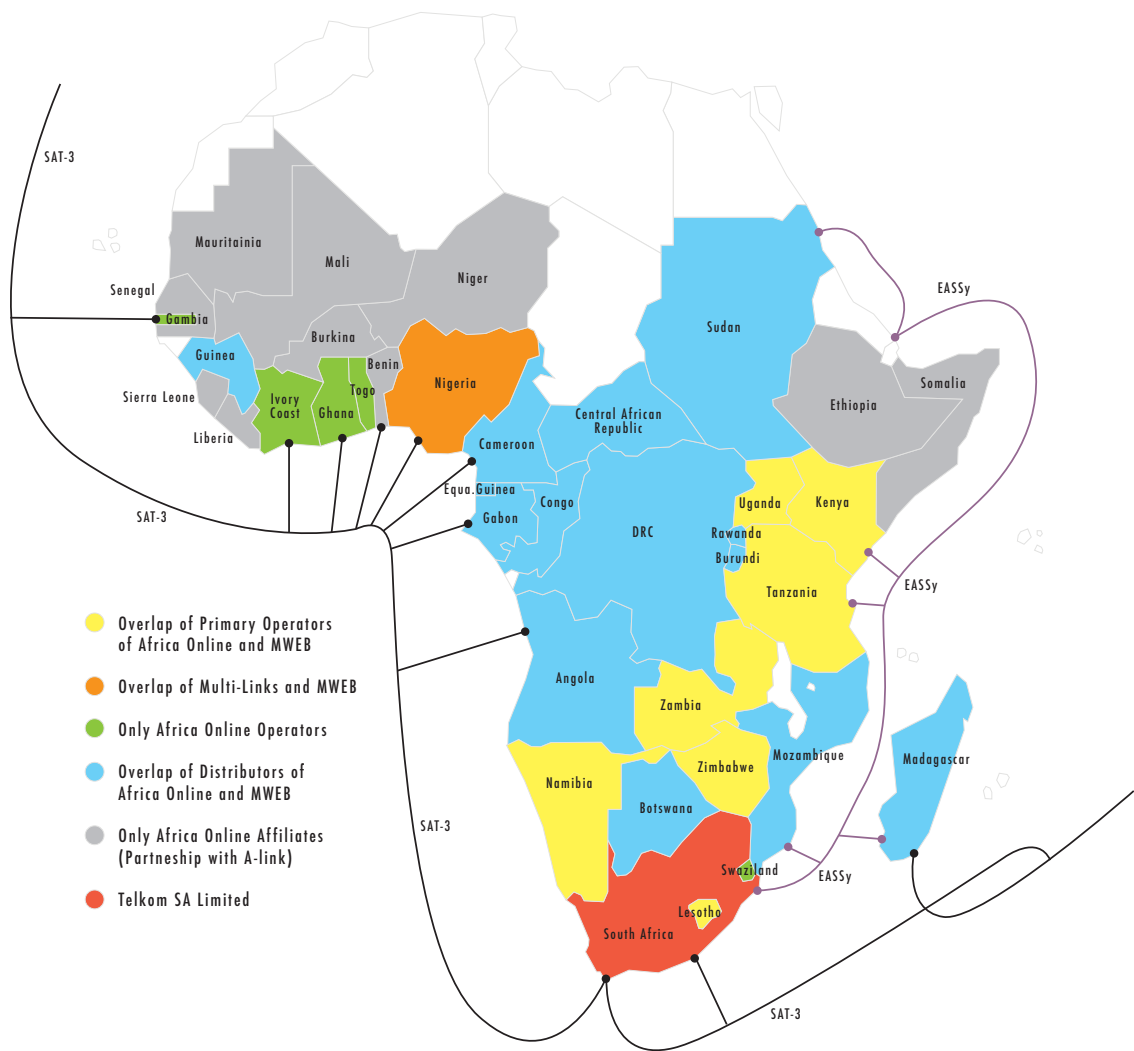 SAT-3
Mauritainia
Mali
Niger
Senegal
Gambia
EASSy
Sudan
Burkina
Guinea
Benin
Nigeria
Togo
Ivory
Coast
Ghana
Sierra Leone
Liberia
Somalia
Ethiopia
Central African
Republic
Cameroon
Equa.Guinea
Congo
Gabon
SAT-3
DRC
Uganda
Kenya
Rawanda
Burundi
Tanzania
EASSy
Overlap of Primary Operators
of Africa Online and MWEB
Overlap of Multi-Links and MWEB
Only Africa Online Operators
Overlap of Distributors of
Africa Online and MWEB
Only Africa Online Affiliates
(Partneship with A-link)
Telkom SA Limited
Angola
Zambia
Mozambique
Madagascar
Zimbabwe
Namibia
Botswana
SAT-3
Swaziland
EASSy
Lesotho
South Africa
SAT-3